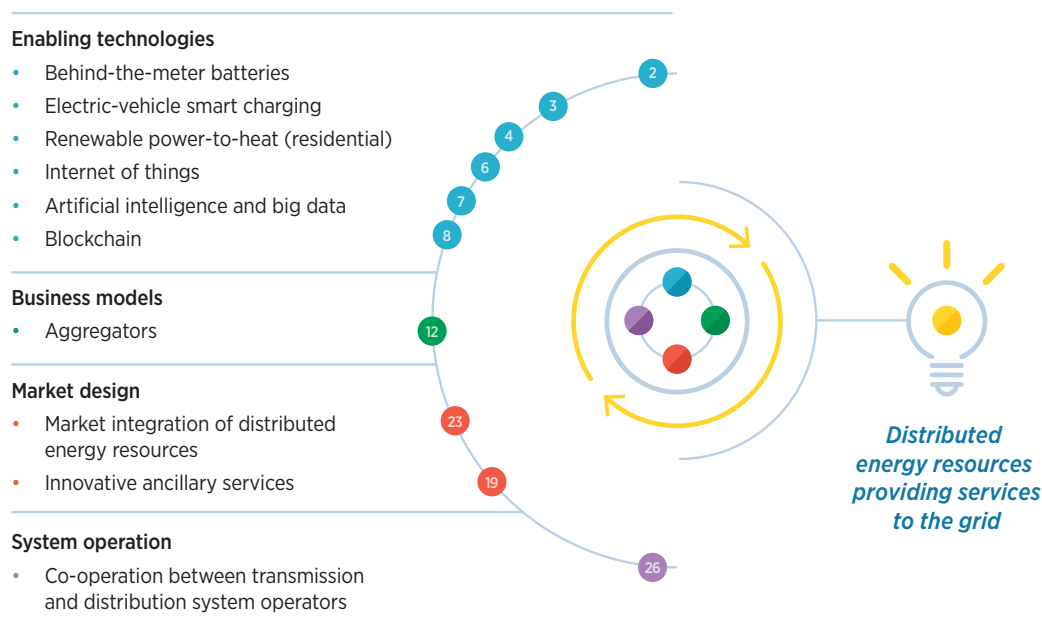 Enabling technologies
• Behind-the-meter batteries
• Electric-vehicle smart charging
• Renewable power-to-heat (residential)
• Internet of things
• Artificial intelligence and big data
• Blockchain
2
3
4
6
7
8
Business models
• Aggregators
12
Market design
• Market integration of distributed
energy resources
• Innovative ancillary services
23
19
System operation
• Co-operation between transmission
and distribution system operators
26
Distributed
energy resources
providing services
to the grid